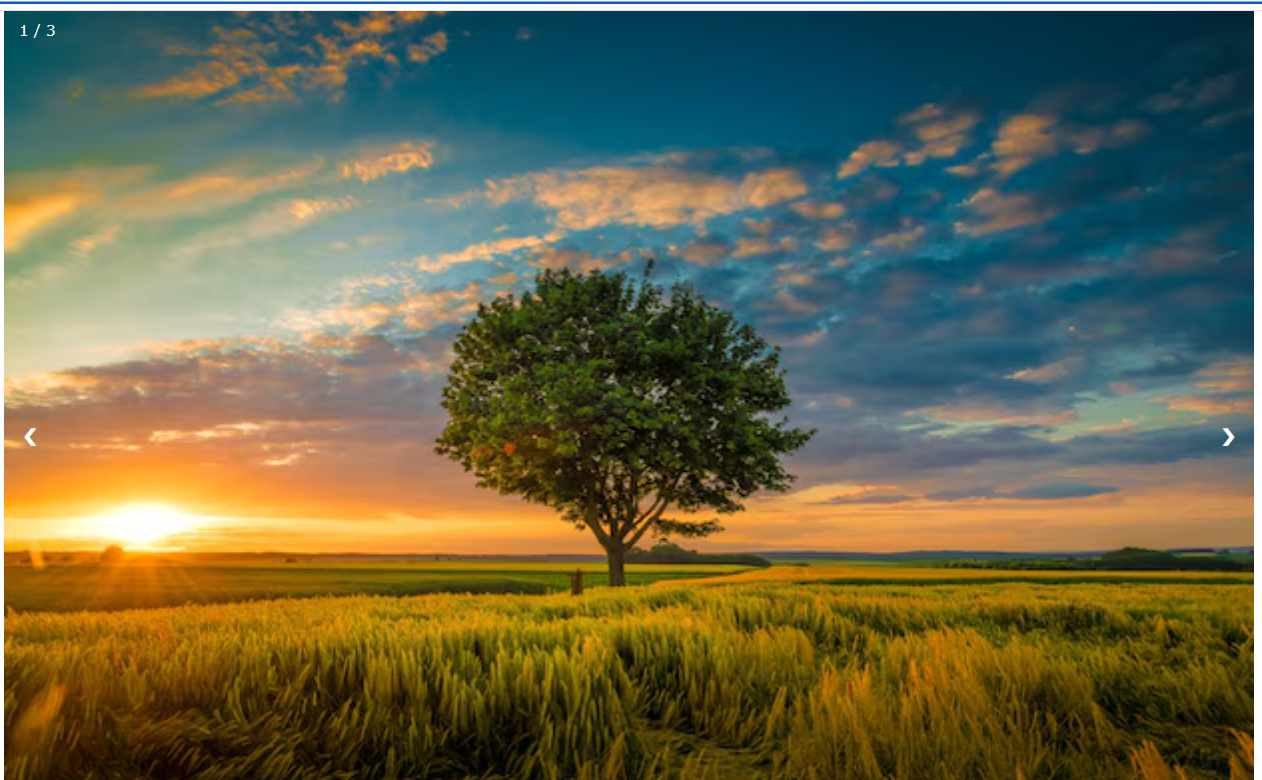 1 / 3
❮ ❯